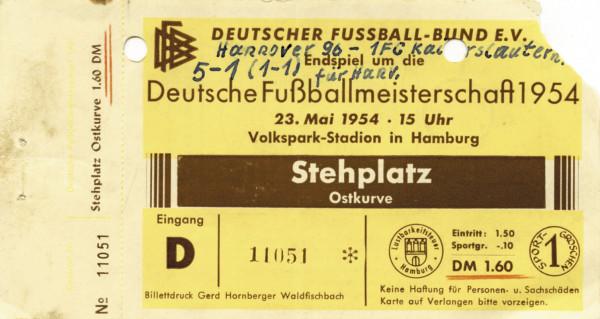 Stehplatz Ostkurve 1.60 DM
№ 11051
DFB
DEUTSCHER FUSSBALL-BUND E.V.
Hannover 96 - 1FC Kaiserslautern.
Endspiel um die
5-1 (1-1) für Hann.
Deutsche Fußballmeisterschaft 1954
23. Mai 1954 · 15 Uhr
Volkspark-Stadion in Hamburg
Stehplatz
Ostkurve
Eingang
D
11051 *
Lustbarkeitssteuer
Hamburg
Eintritt: 1.50
Sportgr. -.10
DM 1.60
SPORT-GROSCHEN
1
Billettdruck Gerd Hornberger Waldfischbach
Keine Haftung für Personen- u. Sachschäden
Karte auf Verlangen bitte vorzeigen.